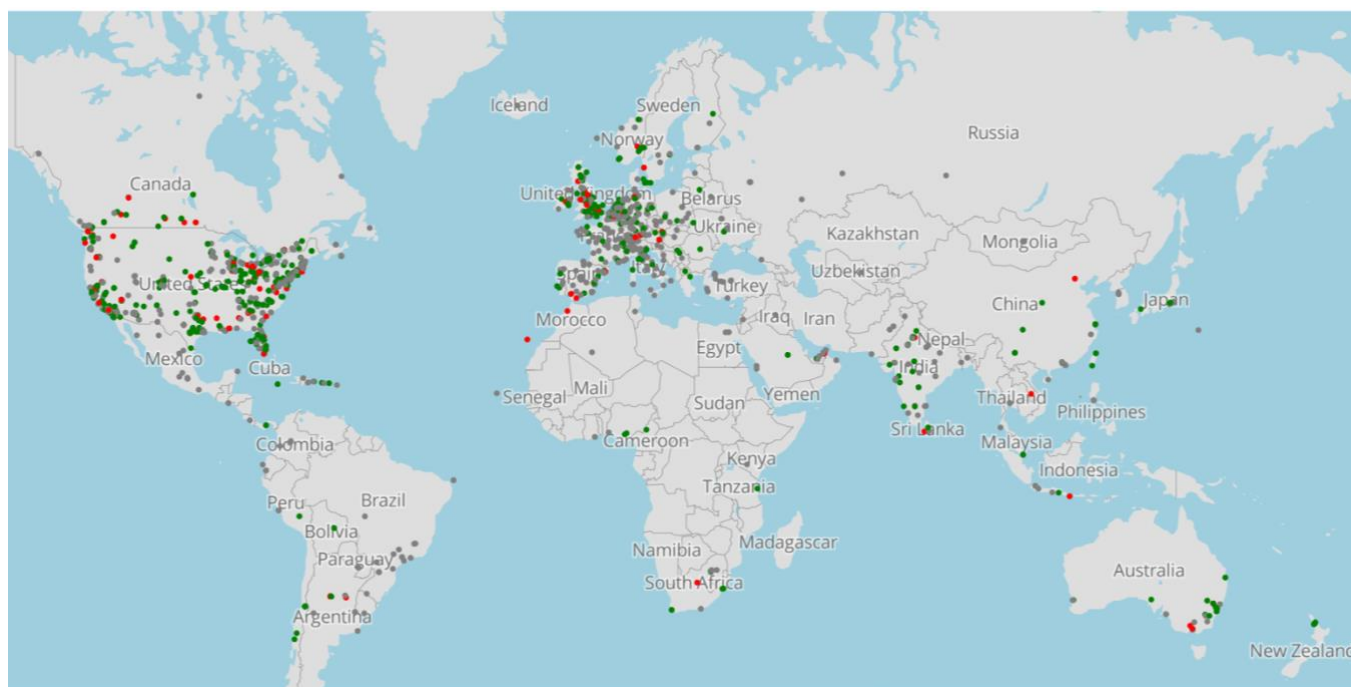 Iceland
Sweden
Norway
Russia
Canada
United Kingdom
Belarus
Ukraine
Kazakhstan
Mongolia
Italy
Spain
Uzbekistan
Turkey
United States
China
Japan
Morocco
Iraq
Iran
Nepal
Mexico
Cuba
Egypt
India
Senegal
Mali
Sudan
Yemen
Thailand
Philippines
Sri Lanka
Colombia
Cameroon
Malaysia
Kenya
Indonesia
Peru
Brazil
Tanzania
Bolivia
Madagascar
Namibia
Paraguay
South Africa
Australia
Argentina
New Zealand